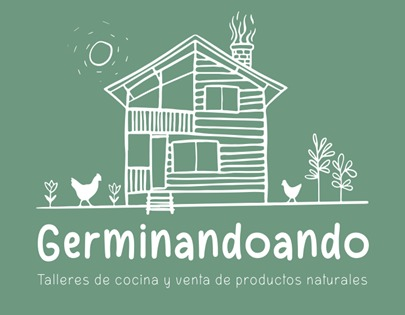 Germinandoando
Talleres de cocina y venta de productos naturales